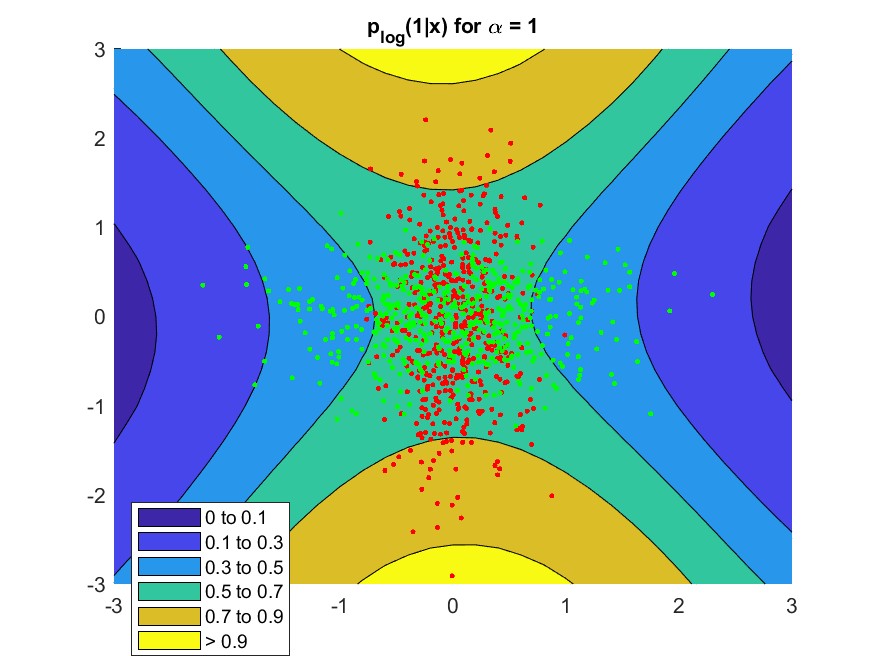 p_log(1|x) for α = 1
3
2
1
0
-1
-2
-3
-3
-1
0
1
2
3
0 to 0.1
0.1 to 0.3
0.3 to 0.5
0.5 to 0.7
0.7 to 0.9
> 0.9